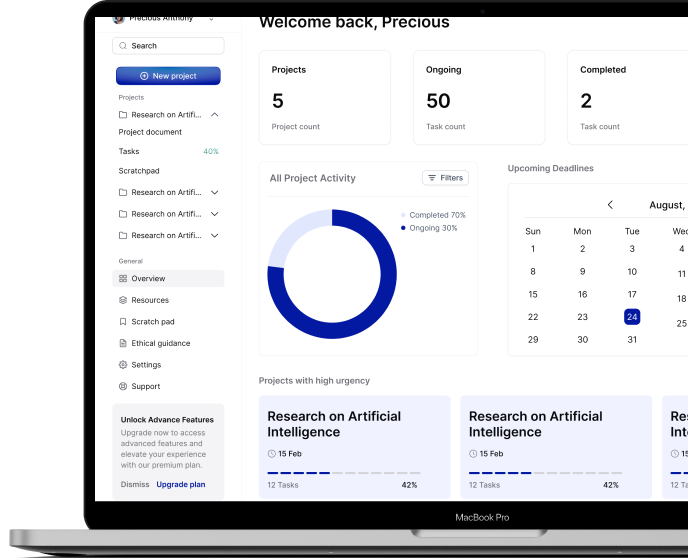 Precious Anthony
Welcome back, Precious
Search
New project
Projects
Research on Artifi...
Project document
Tasks 40%
Scratchpad
Research on Artifi...
Research on Artifi...
Research on Artifi...
General
Overview
Resources
Scratch pad
Ethical guidance
Settings
Support
Unlock Advance Features
Upgrade now to access
advanced features and
elevate your experience
with our premium plan.
Dismiss Upgrade plan
Projects
5
Project count
Ongoing
50
Task count
Completed
2
Task count
All Project Activity
Filters
Completed 70%
Ongoing 30%
Upcoming Deadlines
August,
Sun Mon Tue Wed
1 2 3 4
8 9 10 11
15 16 17 18
22 23 24 25
29 30 31
Projects with high urgency
Research on Artificial
Intelligence
15 Feb
12 Tasks 42%
Research on Artificial
Intelligence
15 Feb
12 Tasks 42%
MacBook Pro